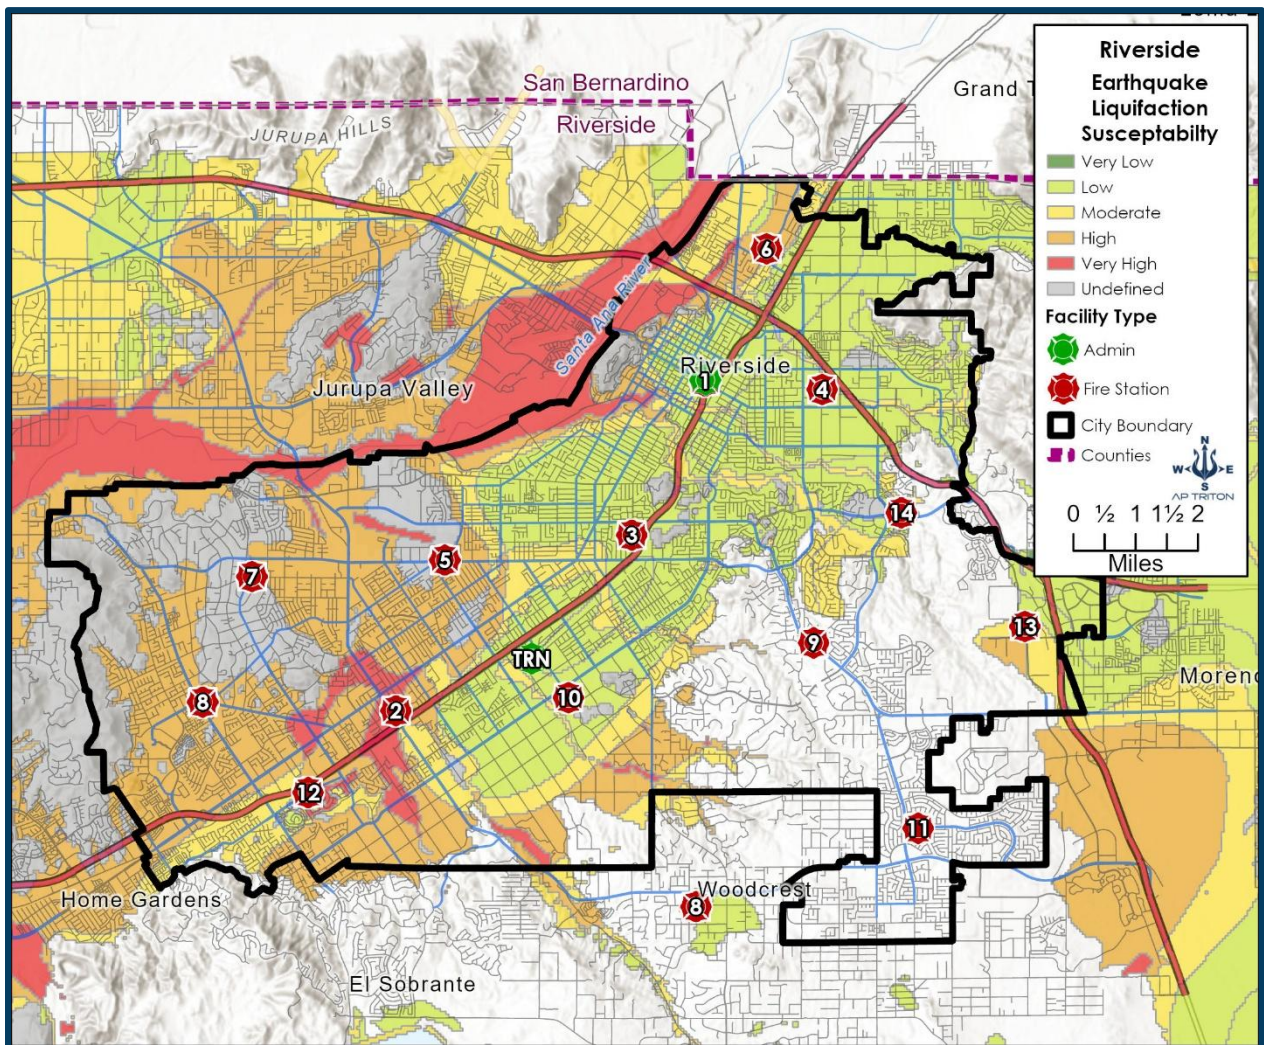 San Bernardino
Riverside
JURUPA HILLS
Grand T
Riverside
Earthquake
Liquifaction
Susceptabilty
Very Low
Low
Moderate
High
Very High
Undefined
Facility Type
Admin
Fire Station
City Boundary
Counties
N
W E
S
AP TRITON
0 ½ 1 1½ 2
Miles
6
Santa Ana River
Riverside
1
4
Jurupa Valley
14
3
5
7
13
9
TRN
Moreno
10
8
2
12
11
Home Gardens
Woodcrest
8
El Sobrante